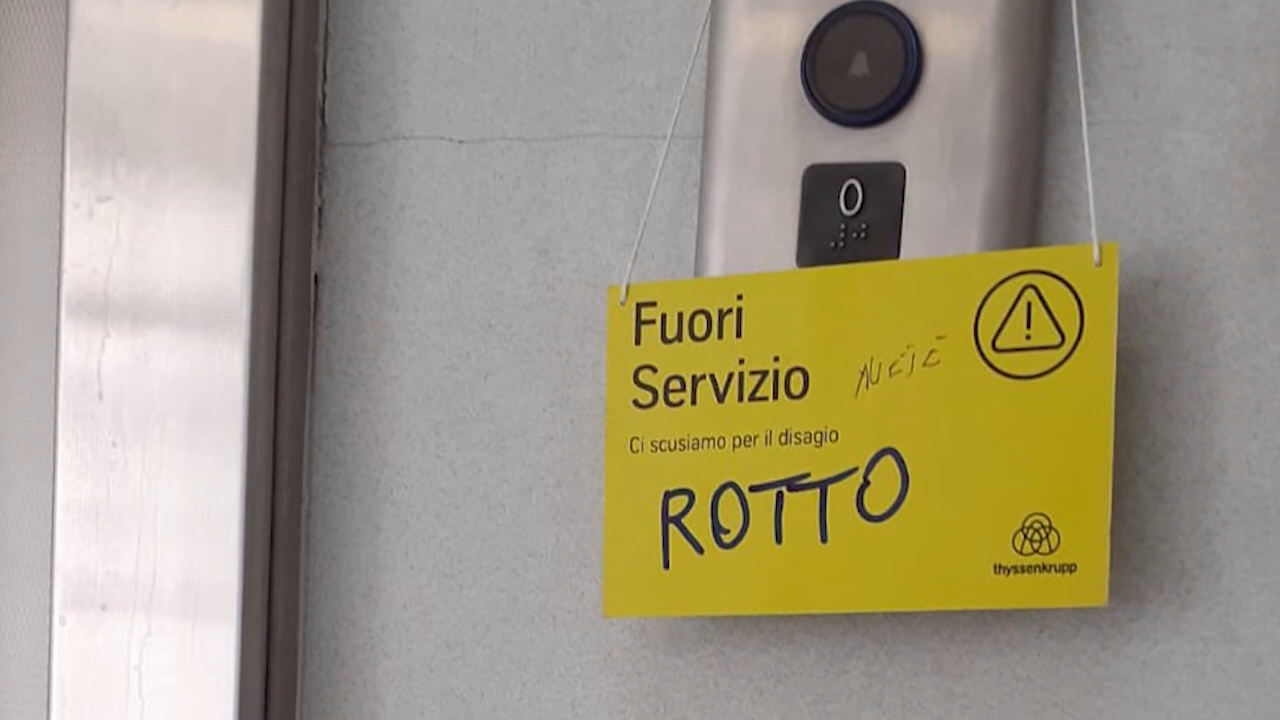 0
Fuori
Servizio
Ci scusiamo per il disagio
ROTTO
thyssenkrupp